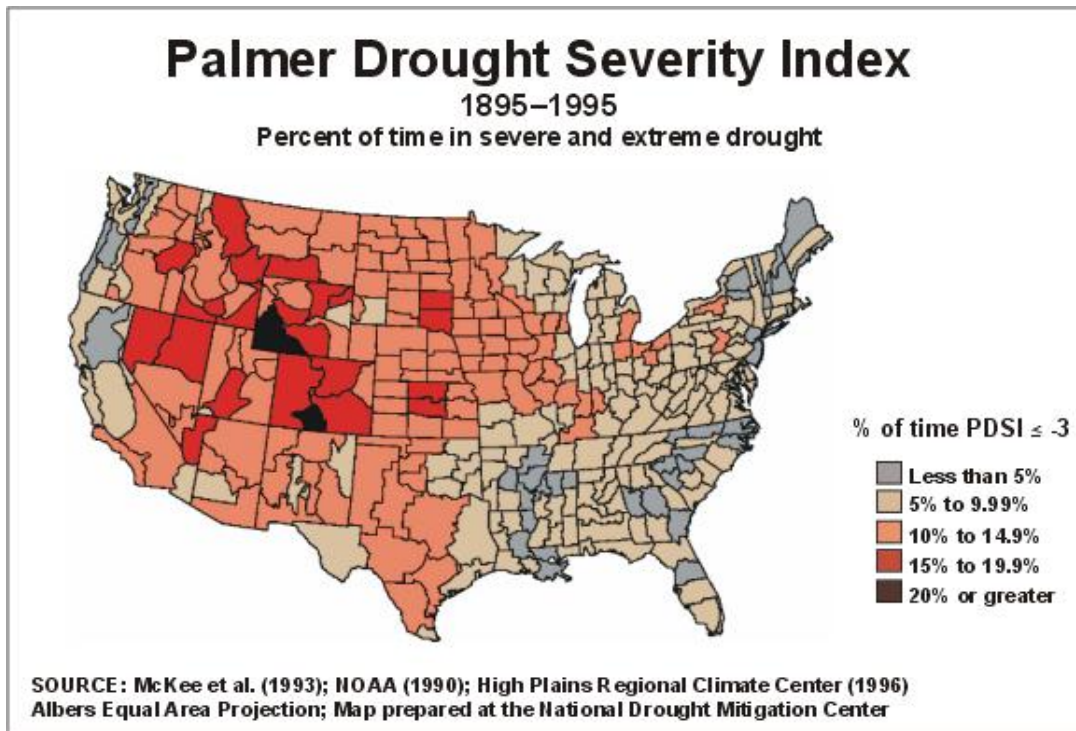 Palmer Drought Severity Index
1895–1995
Percent of time in severe and extreme drought
% of time PDSI ≤ -3
Less than 5%
5% to 9.99%
10% to 14.9%
15% to 19.9%
20% or greater
SOURCE: McKee et al. (1993); NOAA (1990); High Plains Regional Climate Center (1996)
Albers Equal Area Projection; Map prepared at the National Drought Mitigation Center